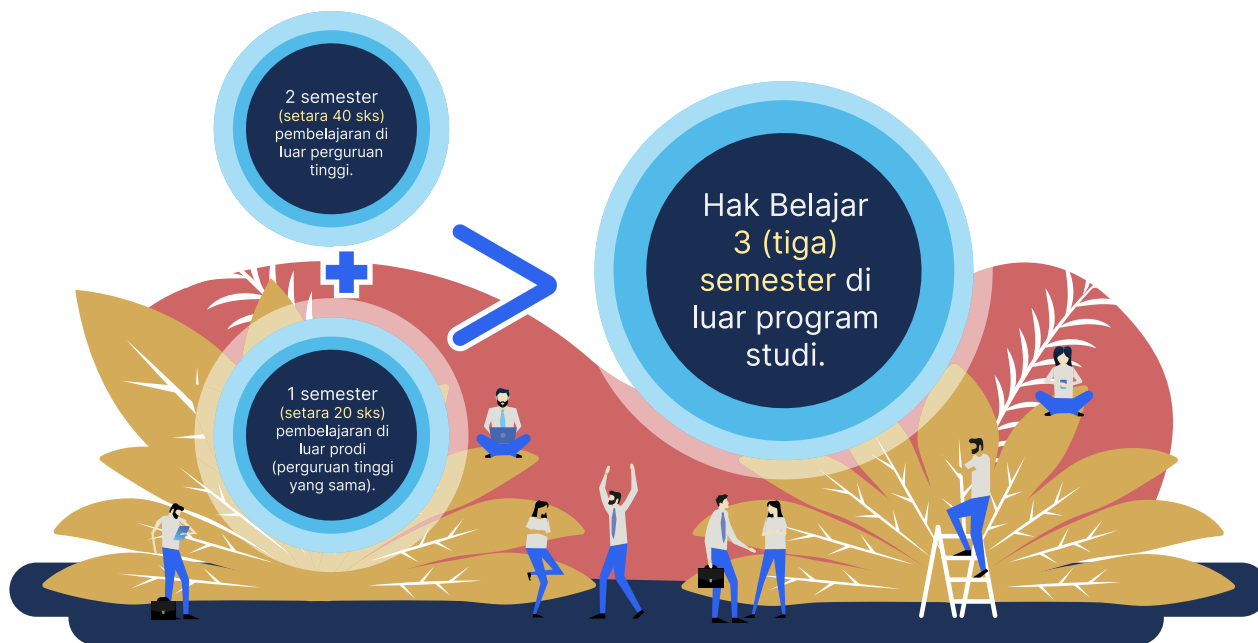 2 semester
(setara 40 sks)
pembelajaran di
luar perguruan
tinggi.
1 semester
(setara 20 sks)
pembelajaran di
luar prodi
(perguruan tinggi
yang sama).
Hak Belajar
3 (tiga)
semester di
luar program
studi.